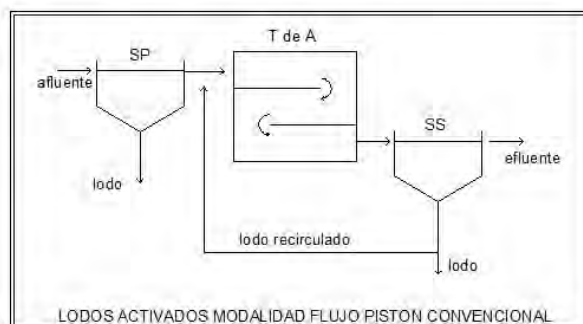 T de A
SP
afluente
lodo
SS
efluente
lodo recirculado
lodo
LODOS ACTIVADOS MODALIDAD FLUJO PISTON CONVENCIONAL